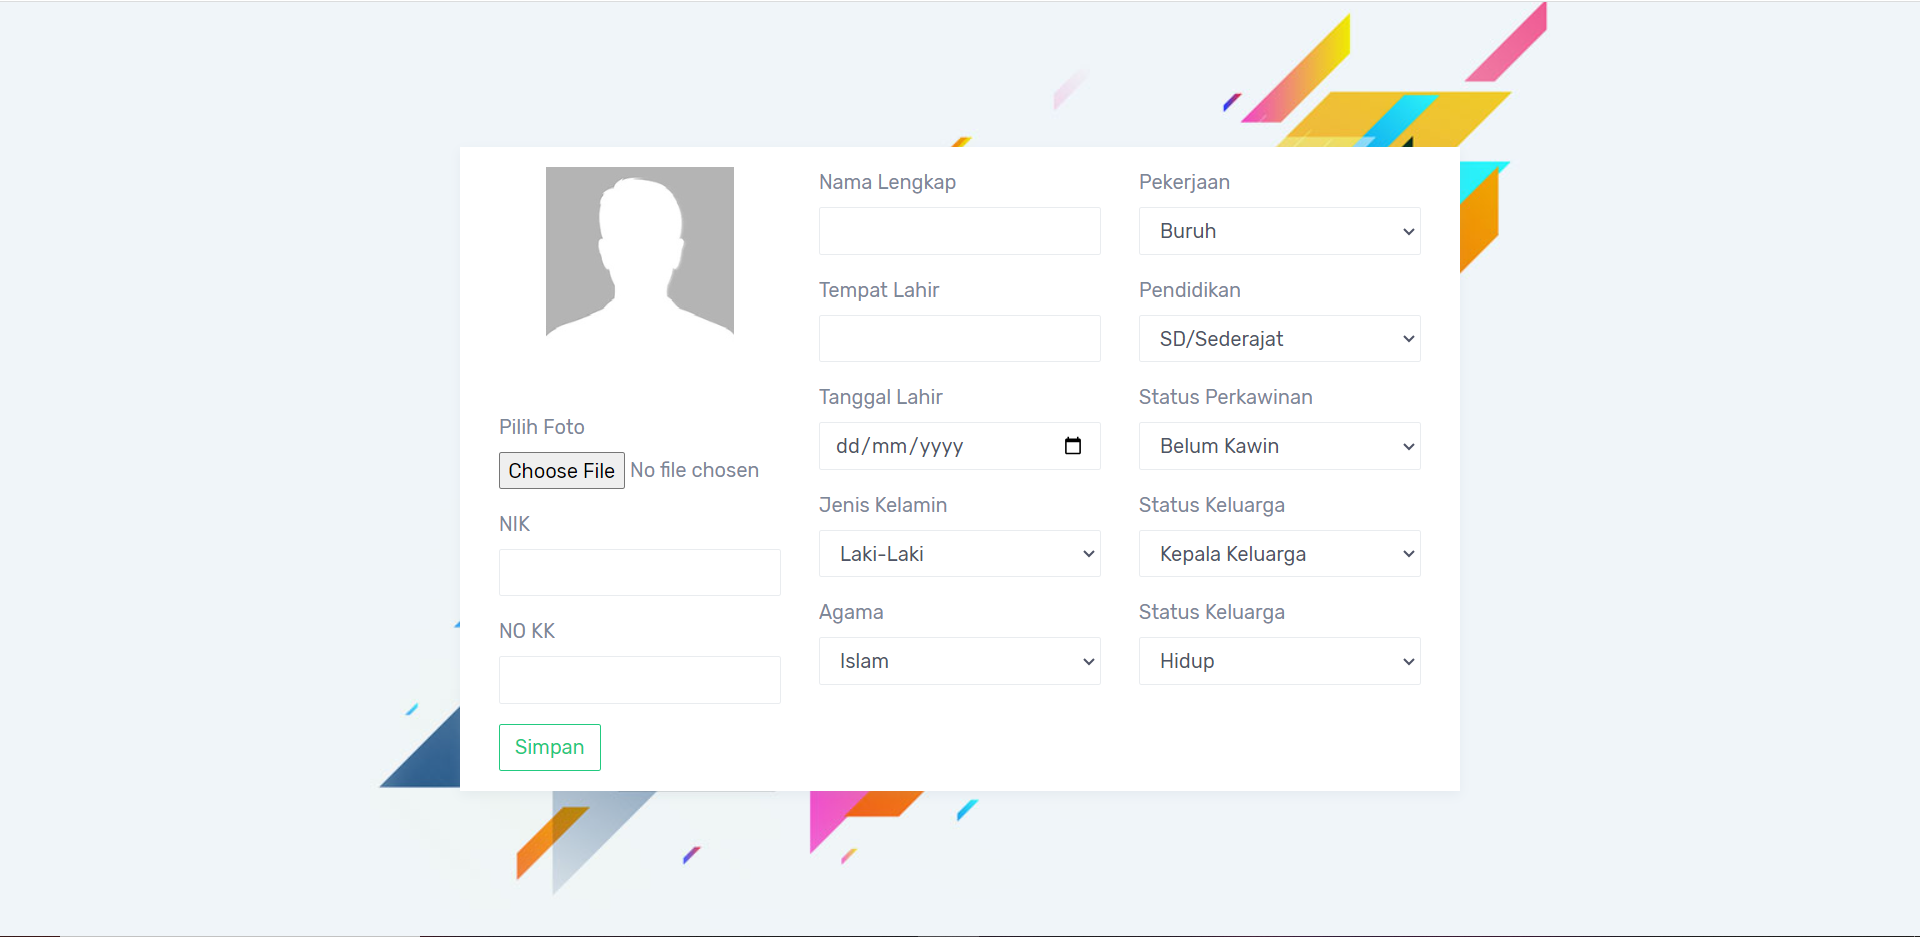 Pilih Foto
Choose File No file chosen
NIK
NO KK
Simpan
Nama Lengkap
Tempat Lahir
Tanggal Lahir
dd/mm/yyyy
Jenis Kelamin
Laki-Laki
Agama
Islam
Pekerjaan
Buruh
Pendidikan
SD/Sederajat
Status Perkawinan
Belum Kawin
Status Keluarga
Kepala Keluarga
Status Keluarga
Hidup